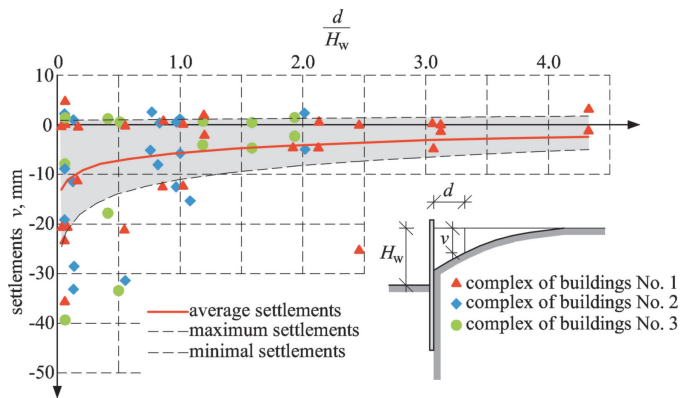 d
H_w
0 1.0 2.0 3.0 4.0
10
0
-10
-20
-30
-40
-50
settlements v, mm
average settlements
maximum settlements
minimal settlements
d
H_w
v
complex of buildings No. 1
complex of buildings No. 2
complex of buildings No. 3